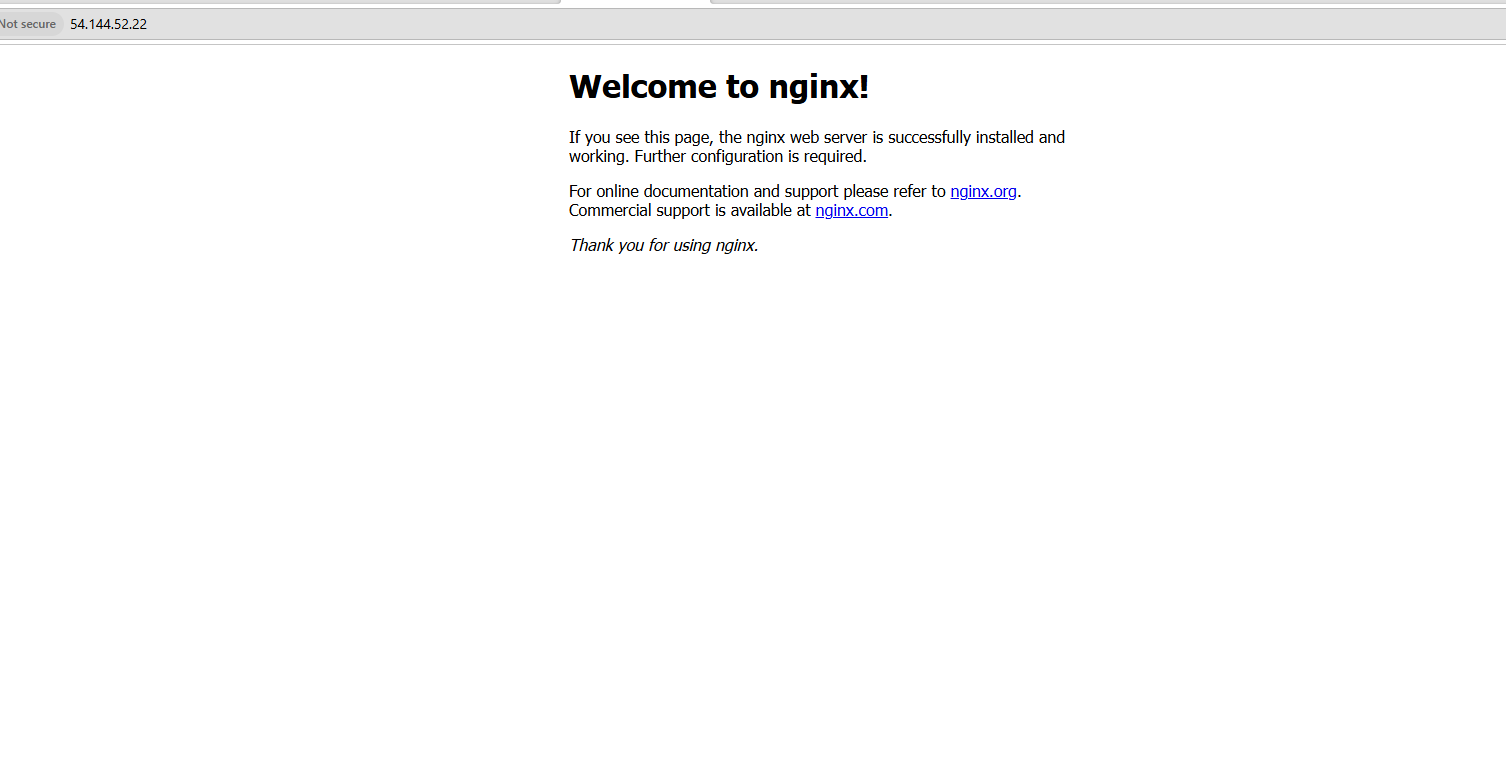 Not secure 54.144.52.22
Welcome to nginx!
If you see this page, the nginx web server is successfully installed and
working. Further configuration is required.
For online documentation and support please refer to nginx.org.
Commercial support is available at nginx.com.
Thank you for using nginx.